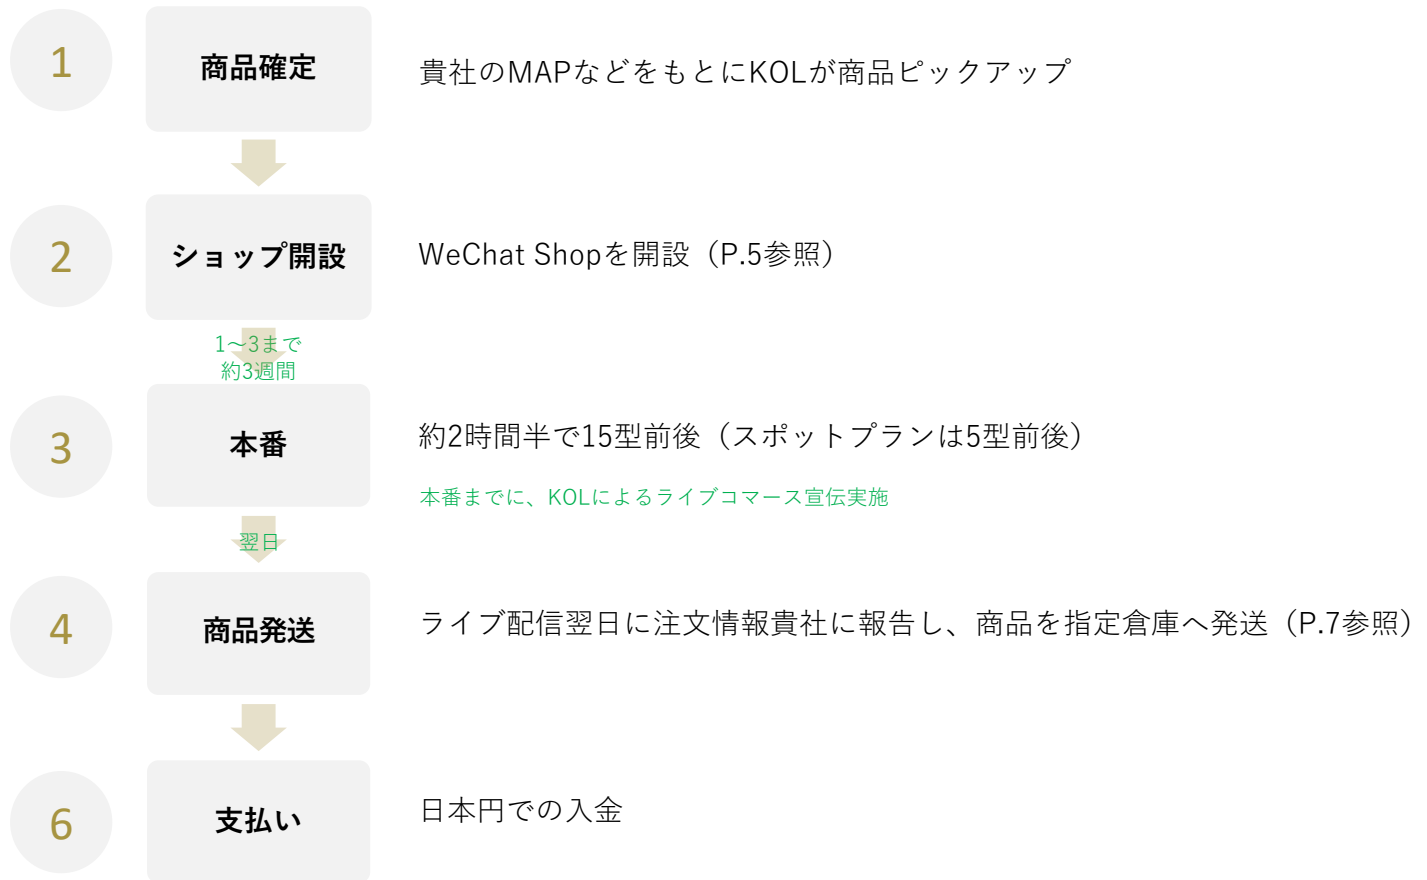 1
商品確定
貴社のMAPなどをもとにKOLが商品ピックアップ
2
ショップ開設
WeChat Shopを開設（P.5参照）
1～3まで
約3週間
3
本番
約2時間半で15型前後（スポットプランは5型前後）
本番までに、KOLによるライブコマース宣伝実施
翌日
4
商品発送
ライブ配信翌日に注文情報貴社に報告し、商品を指定倉庫へ発送（P.7参照）
6
支払い
日本円での入金